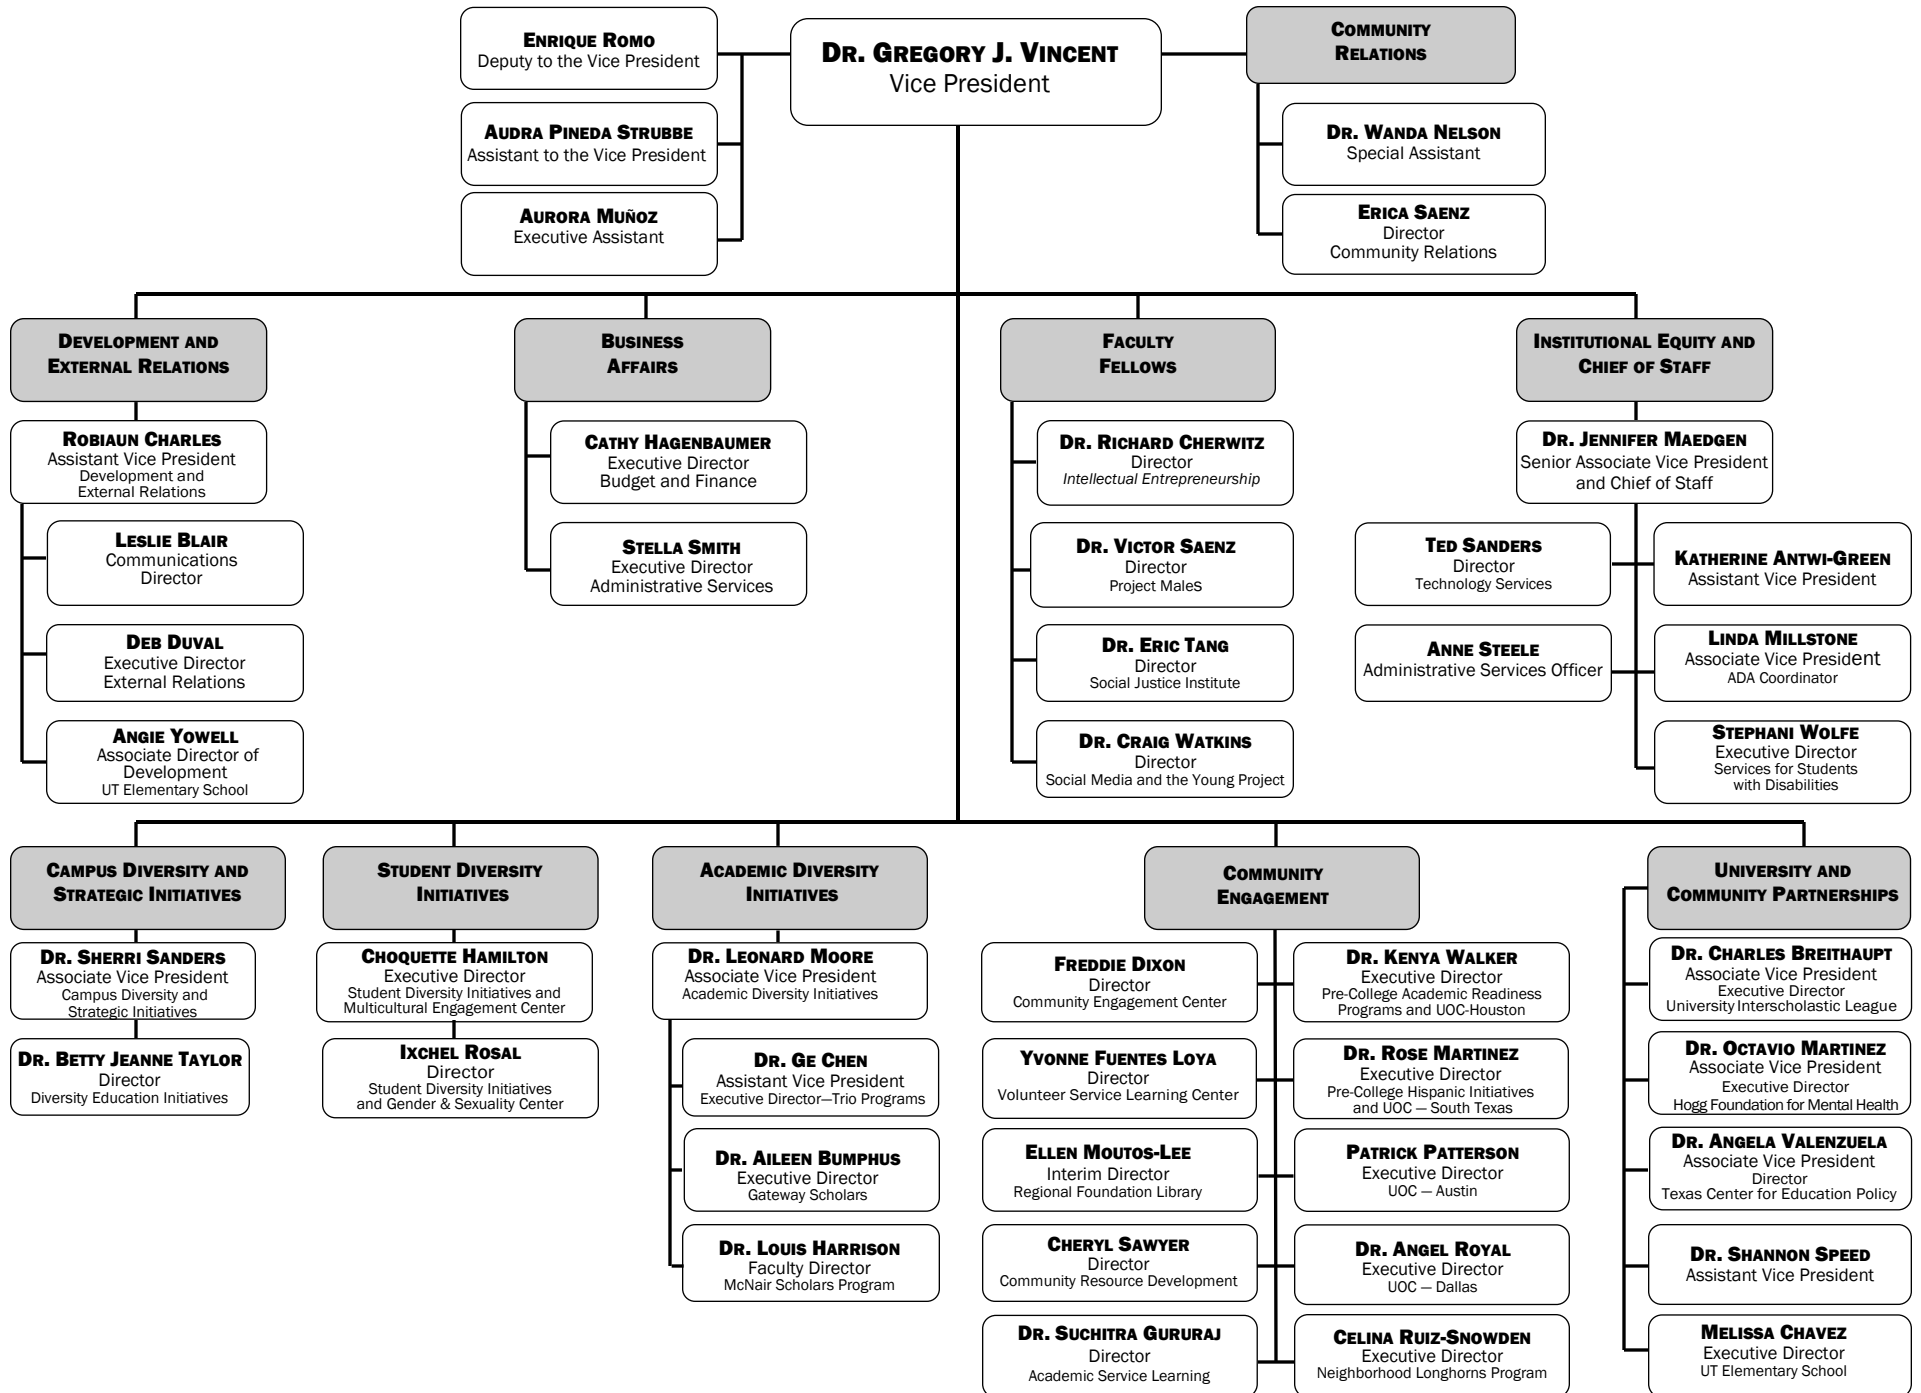 ENRIQUE ROMO
Deputy to the Vice President
DR. GREGORY J. VINCENT
Vice President
COMMUNITY
RELATIONS
AUDRA PINEDA STRUBBE
Assistant to the Vice President
DR. WANDA NELSON
Special Assistant
AURORA MUÑOZ
Executive Assistant
ERICA SAENZ
Director
Community Relations
DEVELOPMENT AND
EXTERNAL RELATIONS
ROBIAUN CHARLES
Assistant Vice President
Development and
External Relations
LESLIE BLAIR
Communications
Director
DEB DUVAL
Executive Director
External Relations
ANGIE YOWELL
Associate Director of
Development
UT Elementary School
BUSINESS
AFFAIRS
CATHY HAGENBAUMER
Executive Director
Budget and Finance
STELLA SMITH
Executive Director
Administrative Services
FACULTY
FELLOWS
DR. RICHARD CHERWITZ
Director
Intellectual Entrepreneurship
DR. VICTOR SAENZ
Director
Project Males
DR. ERIC TANG
Director
Social Justice Institute
DR. CRAIG WATKINS
Director
Social Media and the Young Project
INSTITUTIONAL EQUITY AND
CHIEF OF STAFF
DR. JENNIFER MAEDGEN
Senior Associate Vice President
and Chief of Staff
TED SANDERS
Director
Technology Services
KATHERINE ANTWI-GREEN
Assistant Vice President
ANNE STEELE
Administrative Services Officer
LINDA MILLSTONE
Associate Vice President
ADA Coordinator
STEPHANI WOLFE
Executive Director
Services for Students
with Disabilities
CAMPUS DIVERSITY AND
STRATEGIC INITIATIVES
DR. SHERRI SANDERS
Associate Vice President
Campus Diversity and
Strategic Initiatives
DR. BETTY JEANNE TAYLOR
Director
Diversity Education Initiatives
STUDENT DIVERSITY
INITIATIVES
CHOQUETTE HAMILTON
Executive Director
Student Diversity Initiatives and
Multicultural Engagement Center
IXCHEL ROSAL
Director
Student Diversity Initiatives
and Gender & Sexuality Center
ACADEMIC DIVERSITY
INITIATIVES
DR. LEONARD MOORE
Associate Vice President
Academic Diversity Initiatives
DR. GE CHEN
Assistant Vice President
Executive Director—Trio Programs
DR. AILEEN BUMPHUS
Executive Director
Gateway Scholars
DR. LOUIS HARRISON
Faculty Director
McNair Scholars Program
COMMUNITY
ENGAGEMENT
FREDDIE DIXON
Director
Community Engagement Center
DR. KENYA WALKER
Executive Director
Pre-College Academic Readiness
Programs and UOC-Houston
YVONNE FUENTES LOYA
Director
Volunteer Service Learning Center
DR. ROSE MARTINEZ
Executive Director
Pre-College Hispanic Initiatives
and UOC — South Texas
ELLEN MOUTOS-LEE
Interim Director
Regional Foundation Library
PATRICK PATTERSON
Executive Director
UOC — Austin
CHERYL SAWYER
Director
Community Resource Development
DR. ANGEL ROYAL
Executive Director
UOC — Dallas
DR. SUCHITRA GURURAJ
Director
Academic Service Learning
CELINA RUIZ-SNOWDEN
Executive Director
Neighborhood Longhorns Program
UNIVERSITY AND
COMMUNITY PARTNERSHIPS
DR. CHARLES BREITHAUPT
Associate Vice President
Executive Director
University Interscholastic League
DR. OCTAVIO MARTINEZ
Associate Vice President
Executive Director
Hogg Foundation for Mental Health
DR. ANGELA VALENZUELA
Associate Vice President
Director
Texas Center for Education Policy
DR. SHANNON SPEED
Assistant Vice President
MELISSA CHAVEZ
Executive Director
UT Elementary School